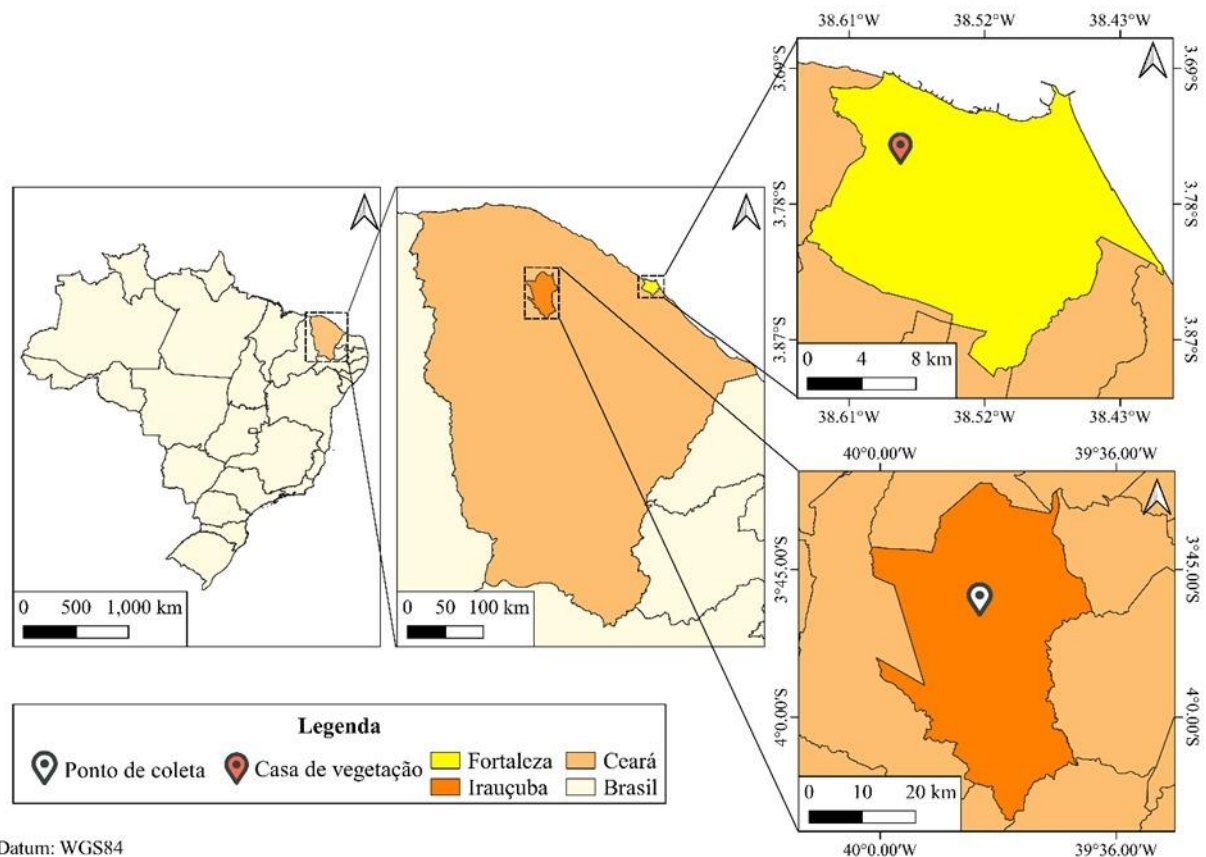 38.61°W 38.52°W 38.43°W
3.69°S 3.69°S
3.78°S 3.78°S
3.87°S 3.87°S
0 4 8 km
38.61°W 38.52°W 38.43°W
0 500 1,000 km
0 50 100 km
40°0.00'W 39°36.00'W
3°45.00'S 3°45.00'S
4°0.00'S 4°0.00'S
0 10 20 km
40°0.00'W 39°36.00'W
Legenda
Ponto de coleta Casa de vegetação Fortaleza Ceará
Irauçuba Brasil
Datum: WGS84